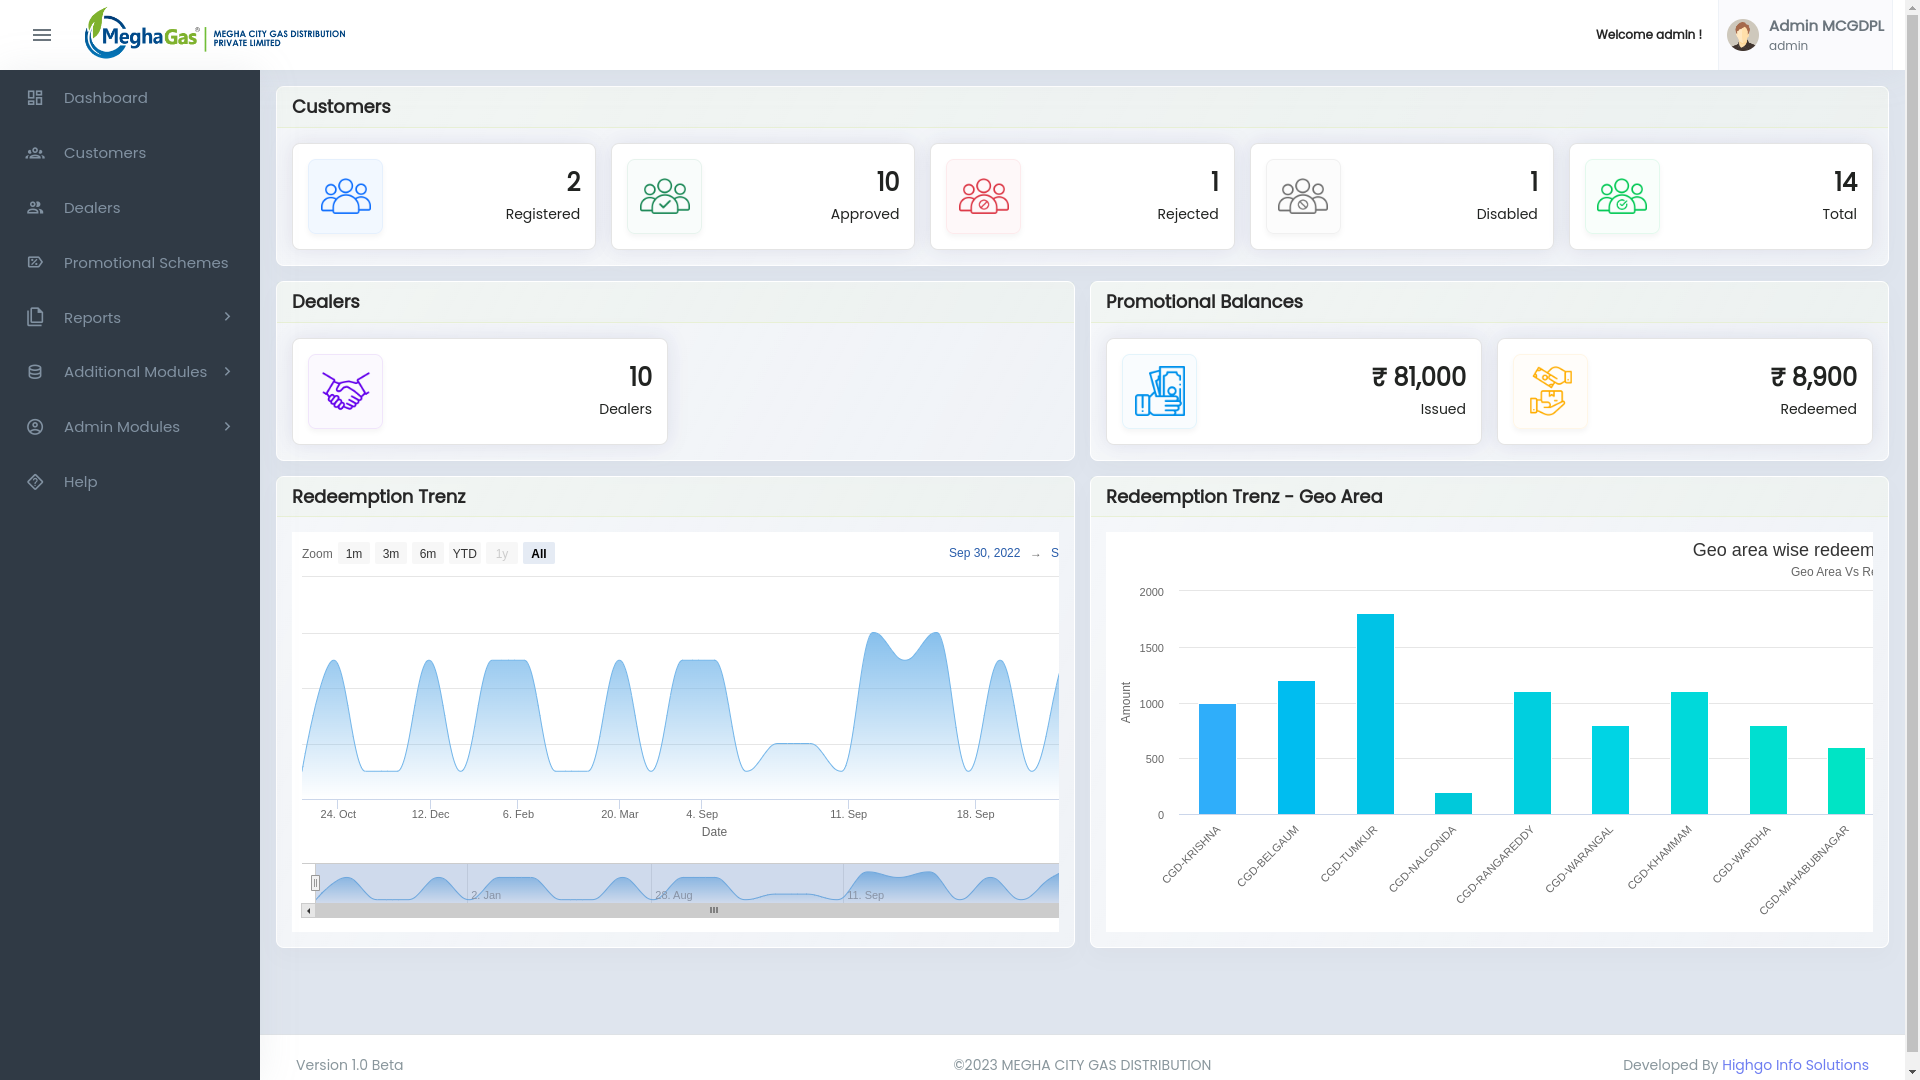 MeghaGas® MEGHA CITY GAS DISTRIBUTION
PRIVATE LIMITED
Welcome admin !
Admin MCGDPL
admin
Dashboard
Customers
Dealers
Promotional Schemes
Reports
Additional Modules
Admin Modules
Help
Customers
2
Registered
10
Approved
1
Rejected
1
Disabled
14
Total
Dealers
10
Dealers
Promotional Balances
₹ 81,000
Issued
₹ 8,900
Redeemed
Redeemption Trenz
Zoom 1m 3m 6m YTD 1y All Sep 30, 2022 → S
24. Oct 12. Dec 6. Feb 20. Mar 4. Sep 11. Sep 18. Sep
Date
2. Jan 28. Aug 11. Sep
Redeemption Trenz - Geo Area
Geo area wise redeem
Geo Area Vs Re
Amount
2000
1500
1000
500
0
CGD-KRISHNA
CGD-BELGAUM
CGD-TUMKUR
CGD-NALGONDA
CGD-RANGAREDDY
CGD-WARANGAL
CGD-KHAMMAM
CGD-WARDHA
CGD-MAHABUBNAGAR
Version 1.0 Beta
©2023 MEGHA CITY GAS DISTRIBUTION
Developed By Highgo Info Solutions